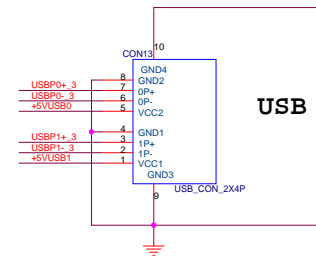 CON13
10
GND4
8 GND2
USBP0+_3 7 0P+
USBP0-_3 6 0P-
+5VUSB0 5 VCC2
4 GND1
USBP1+_3 3 1P+
USBP1-_3 2 1P-
+5VUSB1 1 VCC1
GND3
USB_CON_2X4P
9
USB